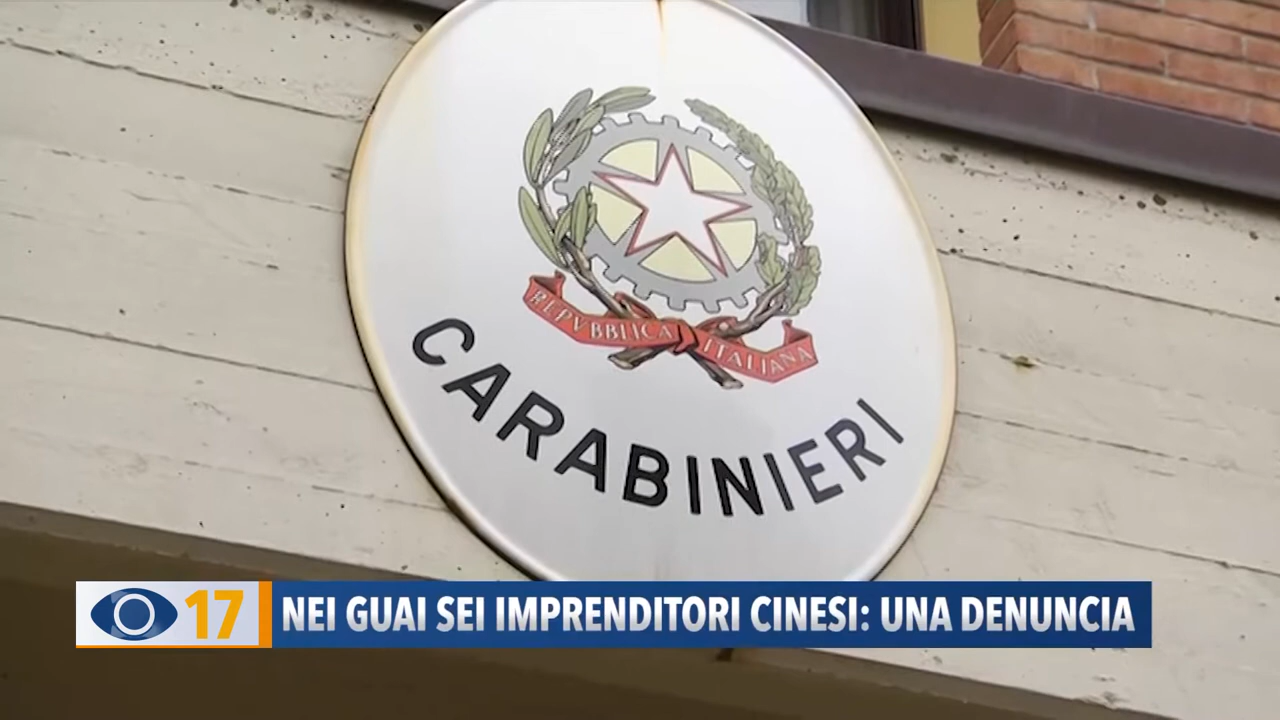 REPVBBLICA ITALIANA
CARABINIERI
17
NEI GUAI SEI IMPRENDITORI CINESI: UNA DENUNCIA